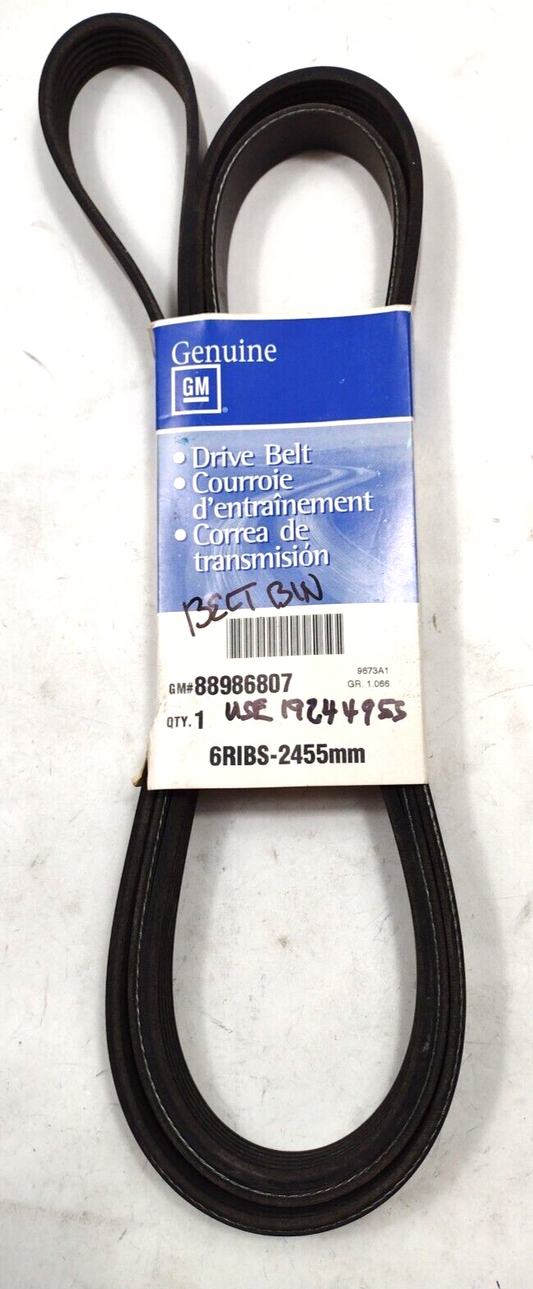 Genuine
GM
®
• Drive Belt
• Courroie
d'entraînement
• Correa de
transmisión
BELT BIN
9673A1
GM#88986807
GR. 1.066
QTY. 1 USE 19244955
6RIBS-2455mm